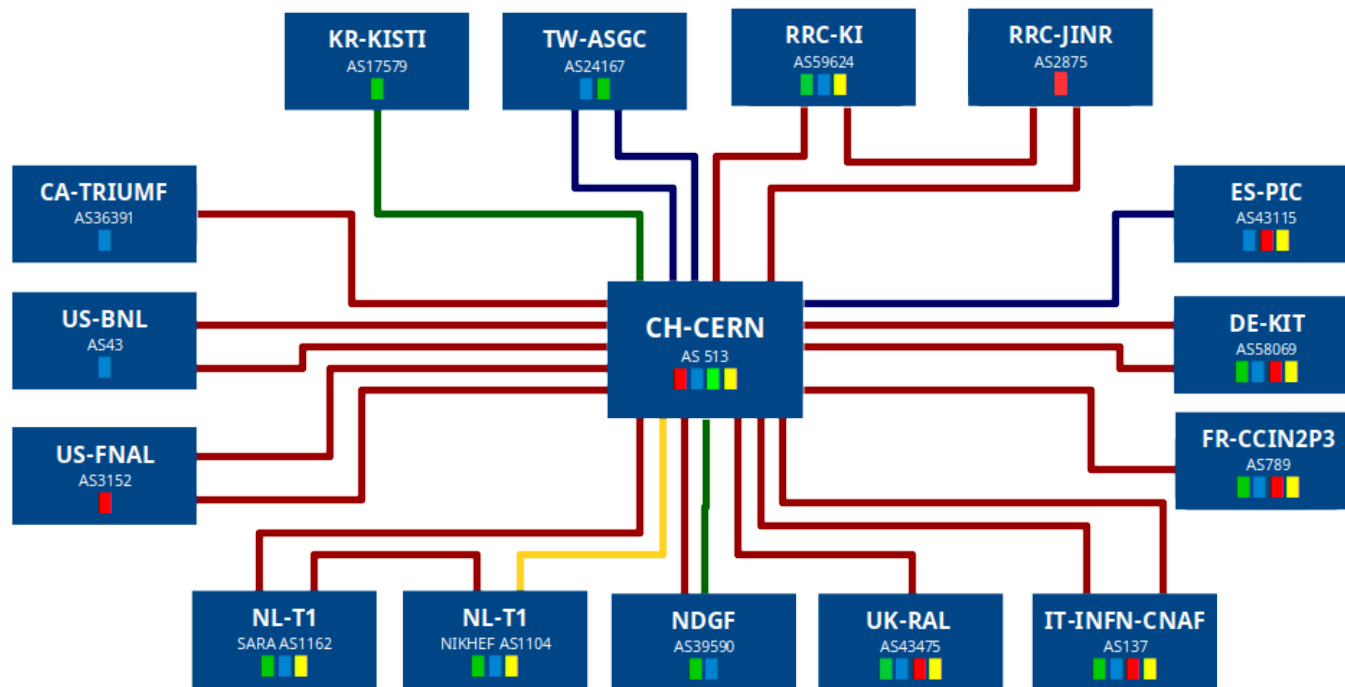 KR-KISTI
AS17579
TW-ASGC
AS24167
RRC-KI
AS59624
RRC-JINR
AS2875
CA-TRIUMF
AS36391
ES-PIC
AS43115
US-BNL
AS43
CH-CERN
AS 513
DE-KIT
AS58069
US-FNAL
AS3152
FR-CCIN2P3
AS789
NL-T1
SARA AS1162
NL-T1
NIKHEF AS1104
NDGF
AS39590
UK-RAL
AS43475
IT-INFN-CNAF
AS137